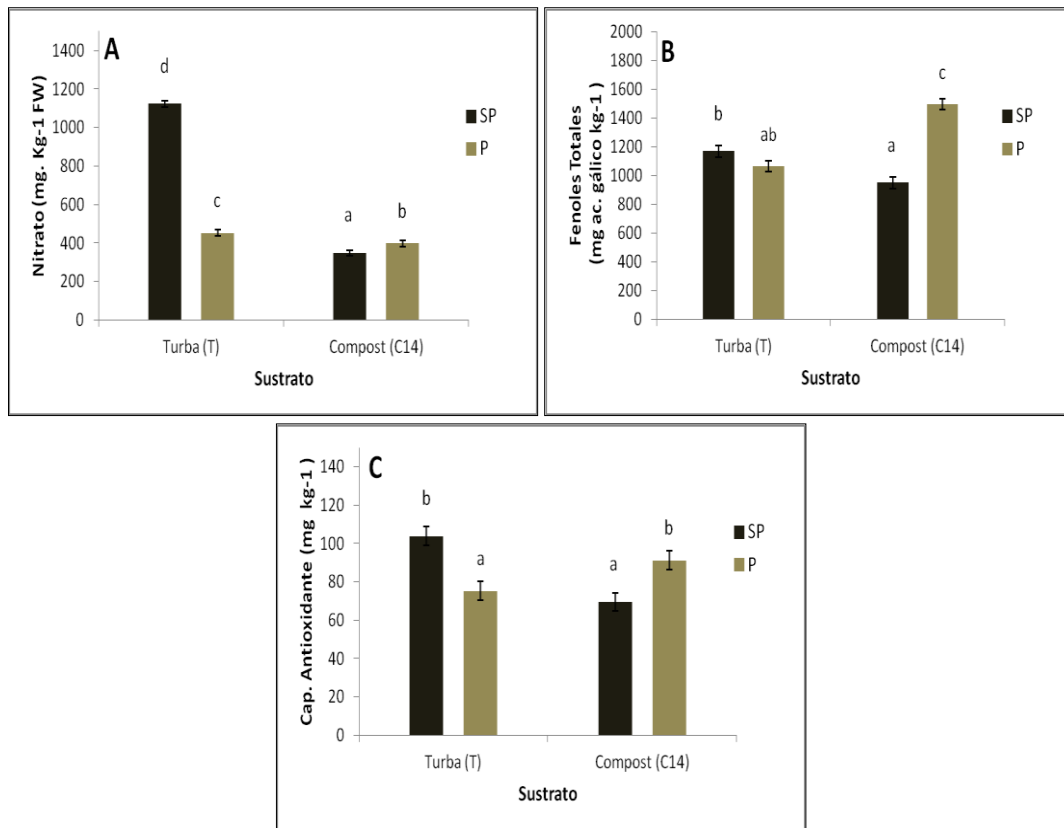 A
Nitrato (mg. Kg-1 FW)
1400
1200
1000
800
600
400
200
0
d
c
a
b
SP
P
Turba (T)
Compost (C14)
Sustrato
B
Fenoles Totales
(mg ac. gálico kg-1)
2000
1800
1600
1400
1200
1000
800
600
400
200
0
b
ab
a
c
SP
P
Turba (T)
Compost (C14)
Sustrato
C
Cap. Antioxidante (mg kg-1 )
140
120
100
80
60
40
20
0
b
a
a
b
SP
P
Turba (T)
Compost (C14)
Sustrato